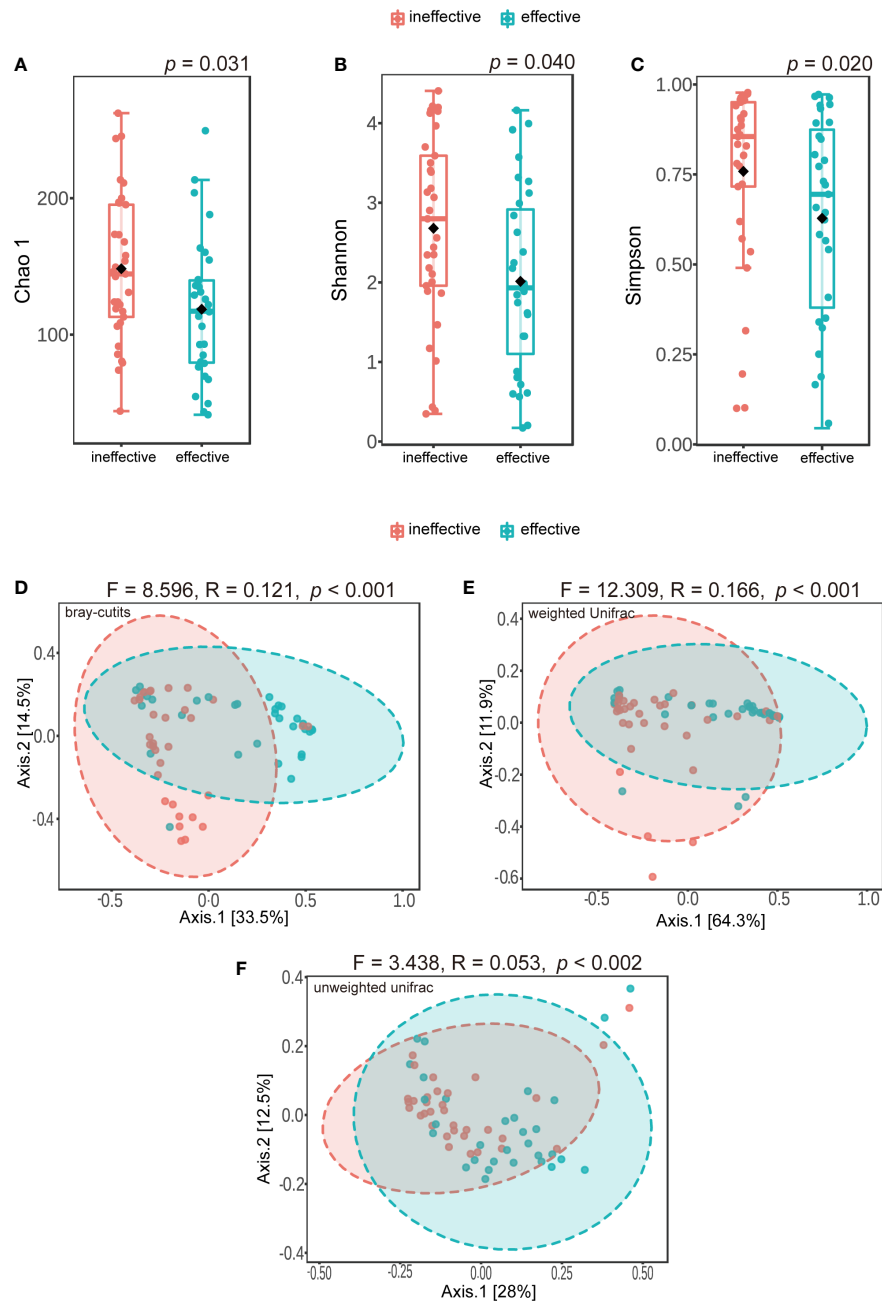 ineffective effective
A p = 0.031
B p = 0.040
C p = 0.020
Chao 1
200
100
ineffective effective
Shannon
4
3
2
1
0
ineffective effective
Simpson
1.00
0.75
0.50
0.25
0.00
ineffective effective
ineffective effective
D F = 8.596, R = 0.121, p < 0.001
bray-cutits
Axis.2 [14.5%]
0.4
0.0
-0.4
-0.5 0.0 0.5 1.0
Axis.1 [33.5%]
E F = 12.309, R = 0.166, p < 0.001
weighted Unifrac
Axis.2 [11.9%]
0.4
0.2
0.0
-0.2
-0.4
-0.6
-0.5 0.0 0.5 1.0
Axis.1 [64.3%]
F F = 3.438, R = 0.053, p < 0.002
unweighted unifrac
Axis.2 [12.5%]
0.4
0.2
0.0
-0.2
-0.4
-0.50 -0.25 0.00 0.25 0.50
Axis.1 [28%]